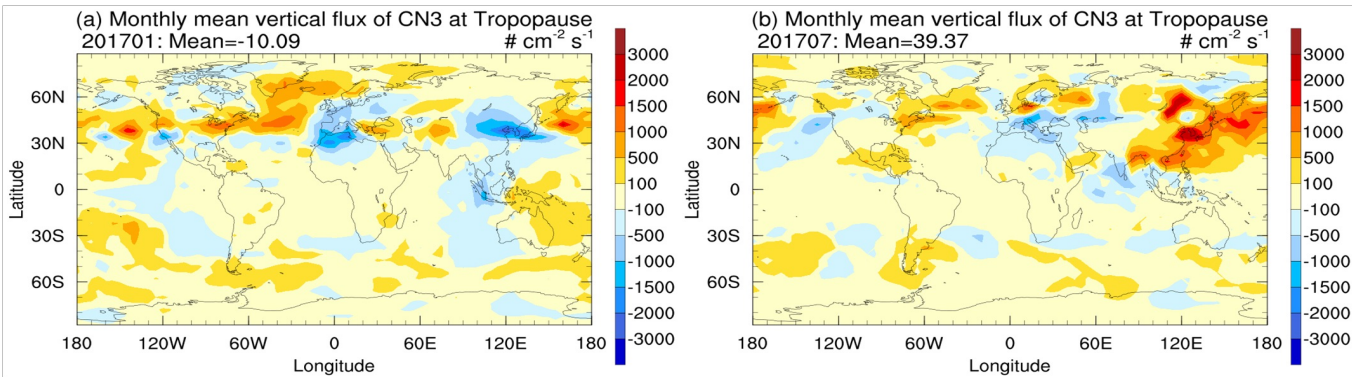 (a) Monthly mean vertical flux of CN3 at Tropopause
201701: Mean=-10.09 # cm⁻² s⁻¹
60N
30N
0
30S
60S
Latitude
180 120W 60W 0 60E 120E 180
Longitude
3000
2000
1500
1000
500
100
-100
-500
-1000
-1500
-2000
-3000
(b) Monthly mean vertical flux of CN3 at Tropopause
201707: Mean=39.37 # cm⁻² s⁻¹
60N
30N
0
30S
60S
Latitude
180 120W 60W 0 60E 120E 180
Longitude
3000
2000
1500
1000
500
100
-100
-500
-1000
-1500
-2000
-3000